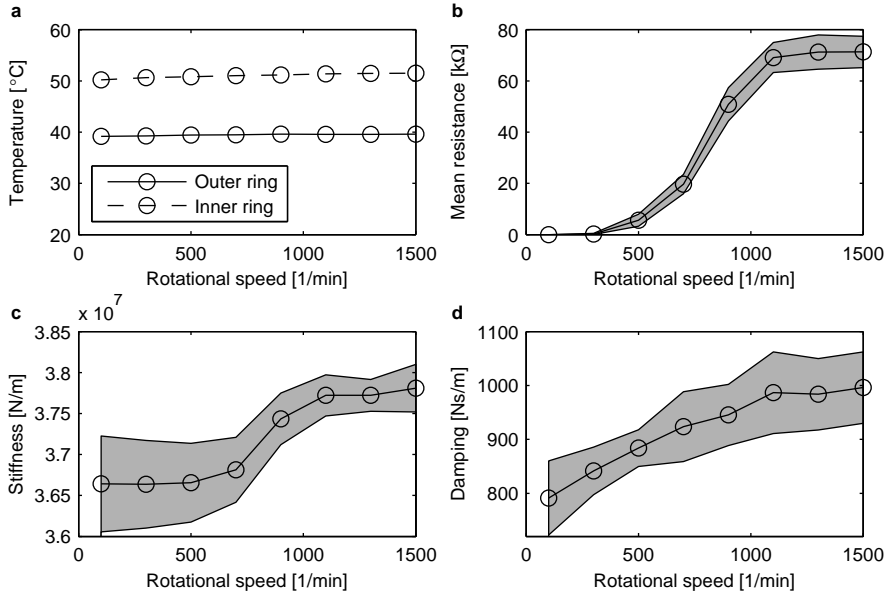 a
60
50
40
30
20
Temperature [°C]
Outer ring
Inner ring
0 500 1000 1500
Rotational speed [1/min]
b
80
60
40
20
0
Mean resistance [kΩ]
0 500 1000 1500
Rotational speed [1/min]
c
x 10^7
3.85
3.8
3.75
3.7
3.65
3.6
Stiffness [N/m]
0 500 1000 1500
Rotational speed [1/min]
d
1100
1000
900
800
Damping [Ns/m]
0 500 1000 1500
Rotational speed [1/min]